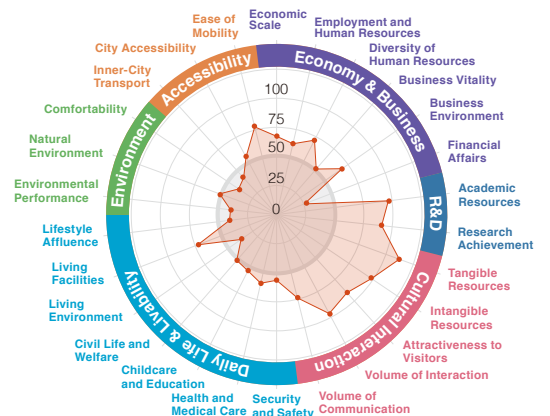 Economic
Scale
Employment and
Human Resources
Diversity of
Human Resources
Business Vitality
Business
Environment
Financial
Affairs
Academic
Resources
Research
Achievement
Tangible
Resources
Intangible
Resources
Attractiveness to
Visitors
Volume of Interaction
Volume of
Communication
Security
and Safety
Health and
Medical Care
Childcare
and Education
Civil Life and
Welfare
Living
Environment
Living
Facilities
Lifestyle
Affluence
Environmental
Performance
Natural
Environment
Comfortability
Inner-City
Transport
City Accessibility
Ease of
Mobility
Economy & Business
R&D
Cultural Interaction
Daily Life & Livability
Environment
Accessibility
100
75
50
25
0